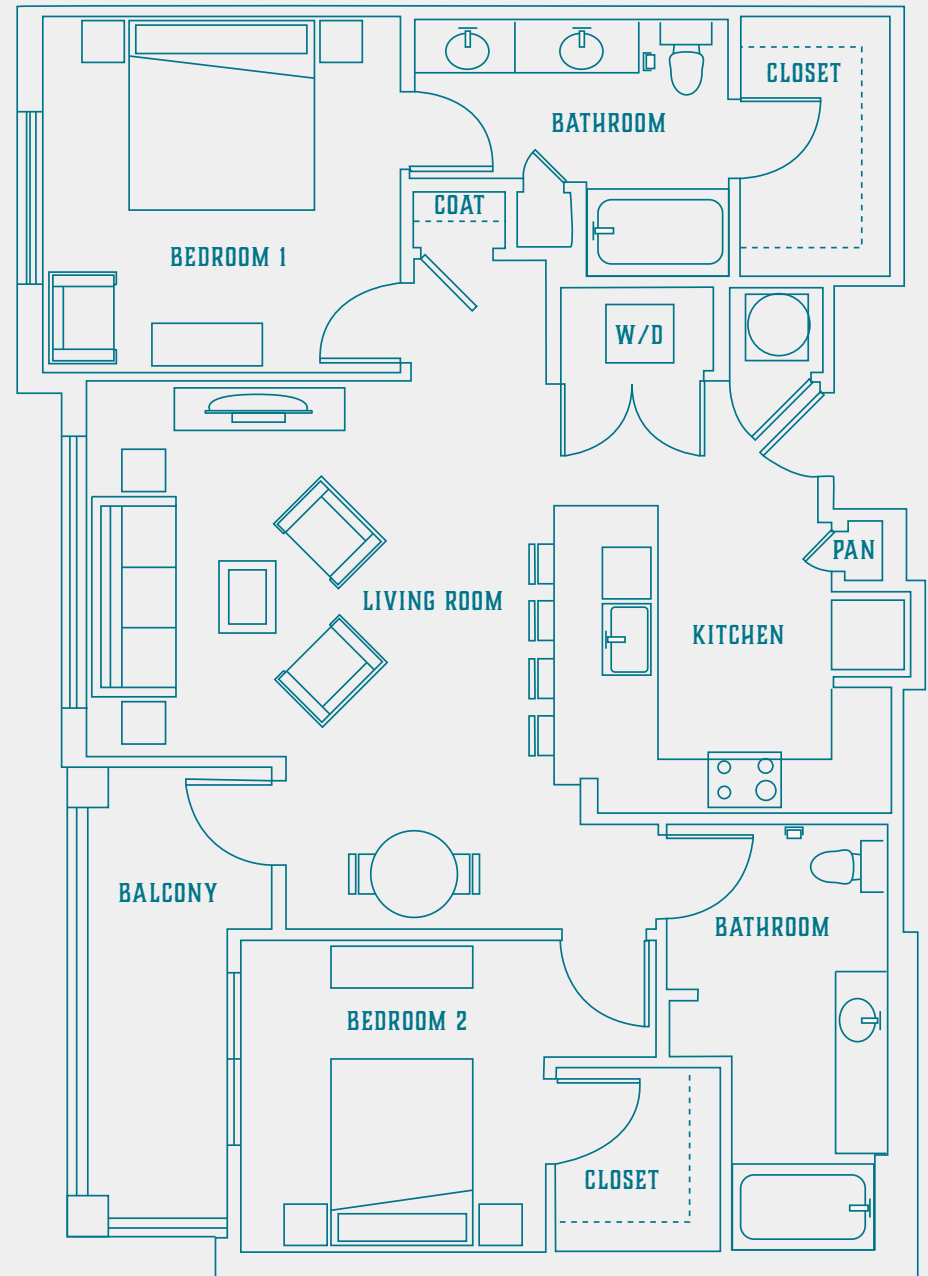 CLOSET
BATHROOM
COAT
BEDROOM 1
W/D
PAN
LIVING ROOM
KITCHEN
BALCONY
BATHROOM
BEDROOM 2
CLOSET